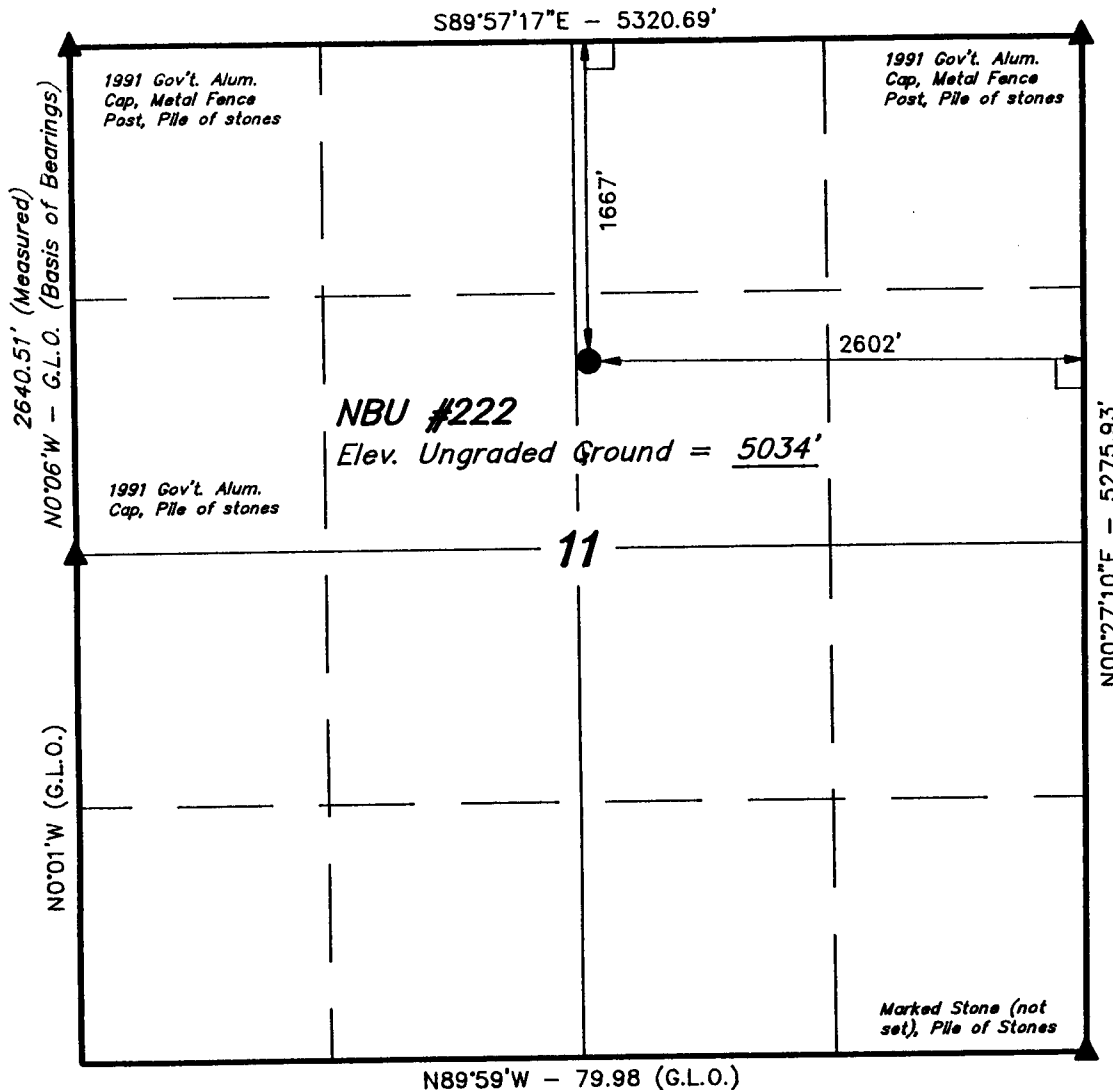 S89°57'17"E - 5320.69'
1991 Gov't. Alum.
Cap, Metal Fence
Post, Pile of stones
1991 Gov't. Alum.
Cap, Metal Fence
Post, Pile of stones
2640.51' (Measured)
N0°06'W - G.L.O. (Basis of Bearings)
1667'
2602'
NBU #222
Elev. Ungraded Ground = 5034'
1991 Gov't. Alum.
Cap, Pile of stones
11
N00°27'10"E - 5275.93'
N0°01'W (G.L.O.)
Marked Stone (not
set), Pile of Stones
N89°59'W - 79.98 (G.L.O.)